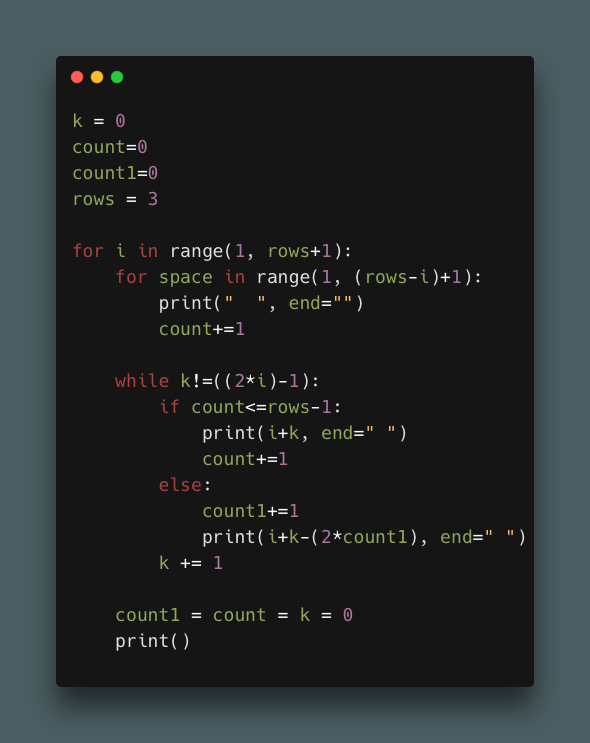 k = 0
count=0
count1=0
rows = 3

for i in range(1, rows+1):
    for space in range(1, (rows-i)+1):
        print("  ", end="")
        count+=1

    while k!=((2*i)-1):
        if count<=rows-1:
            print(i+k, end=" ")
            count+=1
        else:
            count1+=1
            print(i+k-(2*count1), end=" ")
        k += 1

    count1 = count = k = 0
    print()